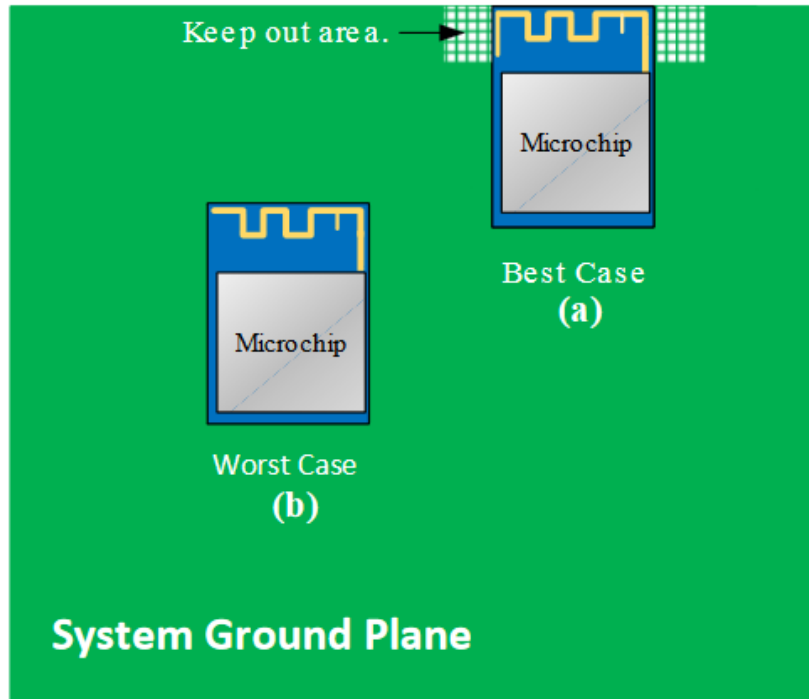 Keep out area.
Microchip
Best Case
(a)
Microchip
Worst Case
(b)
System Ground Plane